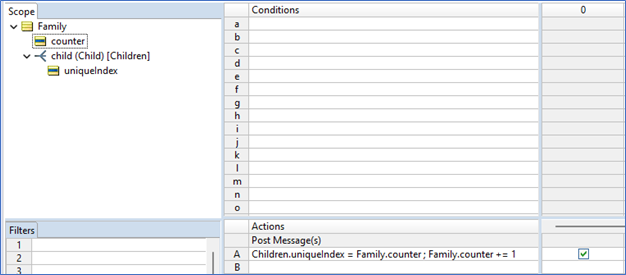 Scope
Family
counter
child (Child) [Children]
uniqueIndex
Filters
1
2
3
Conditions 0
a
b
c
d
e
f
g
h
i
j
k
l
m
n
o
Actions
Post Message(s)
A Children.uniqueIndex = Family.counter ; Family.counter += 1
B